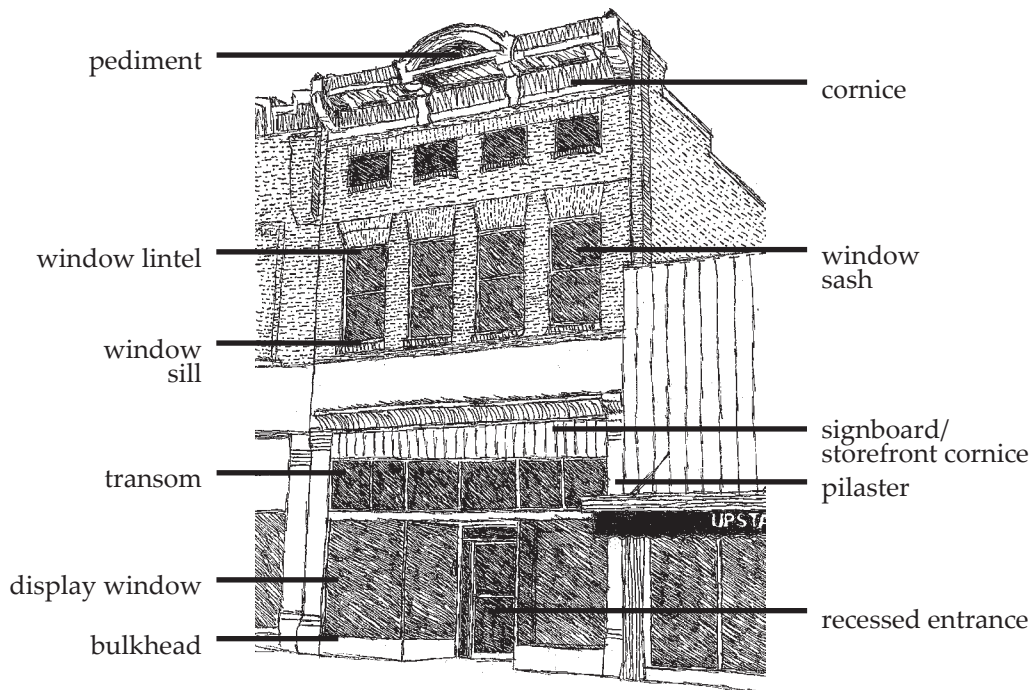 pediment
cornice
window lintel
window
sash
window
sill
signboard/
storefront cornice
transom
pilaster
UPSTA
display window
recessed entrance
bulkhead